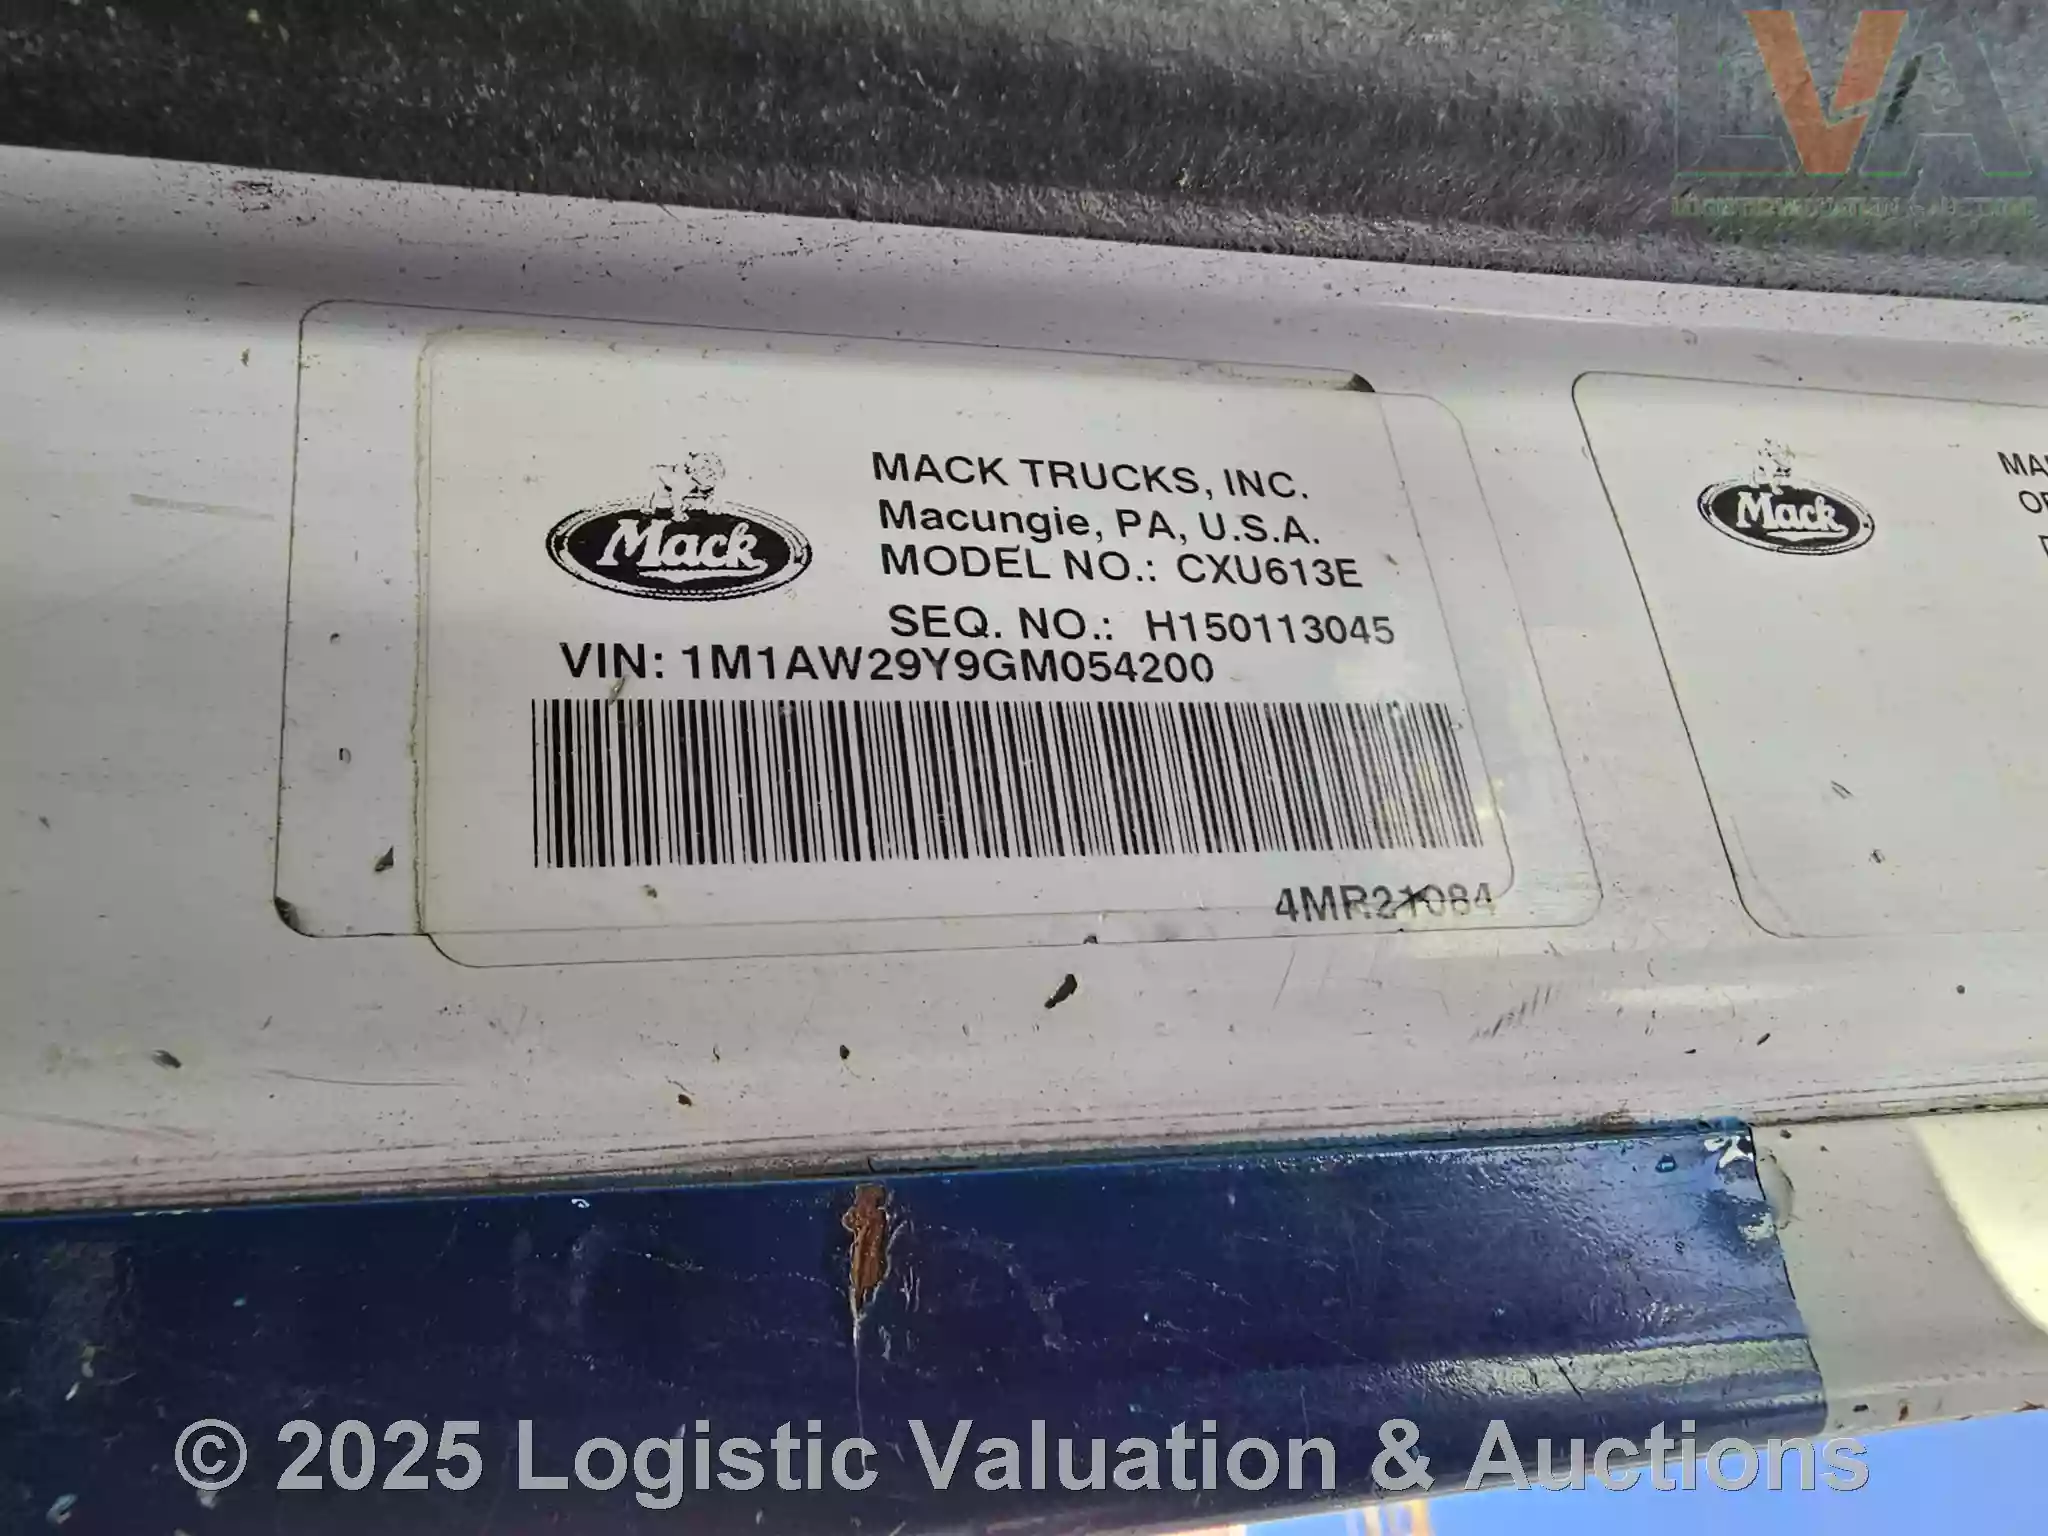 MACK TRUCKS, INC.
Macungie, PA, U.S.A.
MODEL NO.: CXU613E
SEQ. NO.: H150113045
VIN: 1M1AW29Y9GM054200
Mack
4MR21084
Mack
LVA
© 2025 Logistic Valuation & Auctions